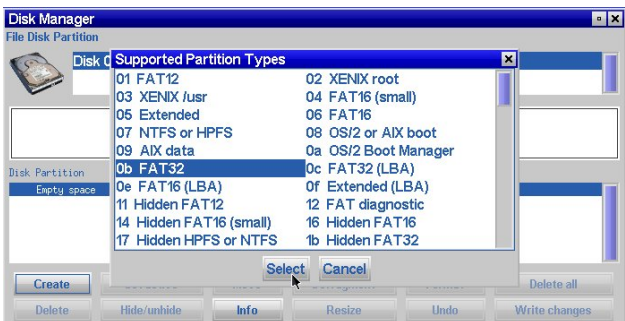 Disk Manager
File Disk Partition
Disk
Supported Partition Types
01 FAT12 02 XENIX root
03 XENIX /usr 04 FAT16 (small)
05 Extended 06 FAT16
07 NTFS or HPFS 08 OS/2 or AIX boot
09 AIX data 0a OS/2 Boot Manager
0b FAT32 0c FAT32 (LBA)
0e FAT16 (LBA) 0f Extended (LBA)
11 Hidden FAT12 12 FAT diagnostic
14 Hidden FAT16 (small) 16 Hidden FAT16
17 Hidden HPFS or NTFS 1b Hidden FAT32
Disk Partition
Empty space
Select Cancel
Create Delete all
Delete Hide/unhide Info Resize Undo Write changes